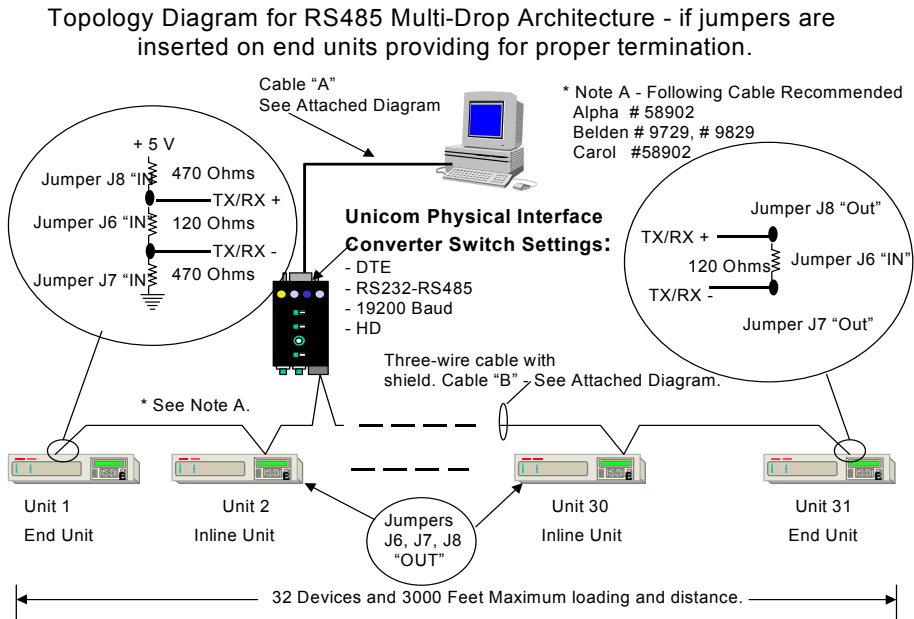 Topology Diagram for RS485 Multi-Drop Architecture - if jumpers are
inserted on end units providing for proper termination.
Cable “A”
See Attached Diagram
* Note A - Following Cable Recommended
Alpha # 58902
Belden # 9729, # 9829
Carol #58902
+ 5 V
Jumper J8 “IN
470 Ohms
TX/RX +
Jumper J6 “IN
120 Ohms
TX/RX -
Jumper J7 “IN
470 Ohms
Unicom Physical Interface
Converter Switch Settings:
- DTE
- RS232-RS485
- 19200 Baud
- HD
Jumper J8 “Out”
TX/RX +
120 Ohms
Jumper J6 “IN”
TX/RX -
Jumper J7 “Out”
Three-wire cable with
shield. Cable “B” - See Attached Diagram.
* See Note A.
Unit 1
End Unit
Unit 2
Inline Unit
Jumpers
J6, J7, J8
“OUT”
Unit 30
Inline Unit
Unit 31
End Unit
32 Devices and 3000 Feet Maximum loading and distance.